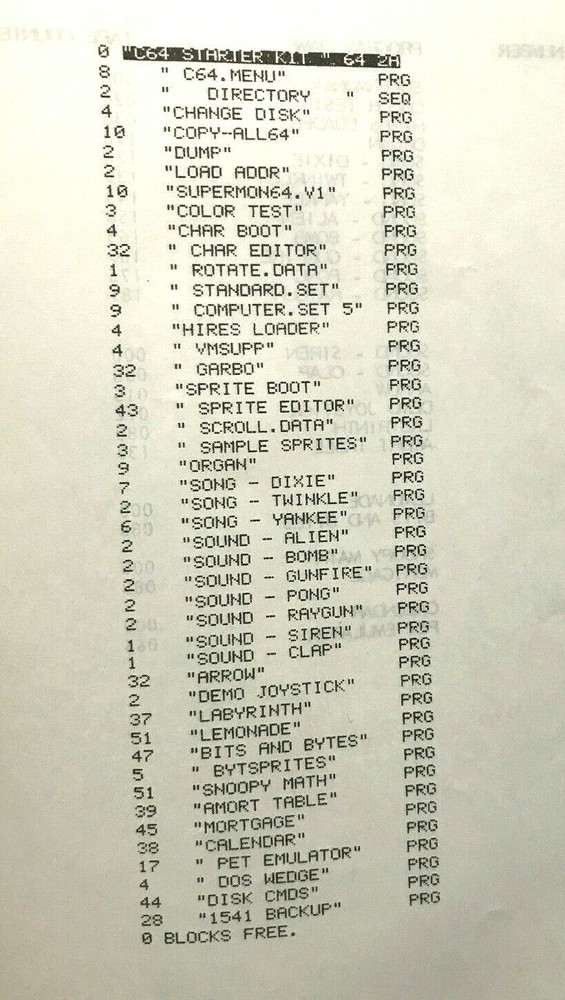 0 "C64 STARTER KIT " 64 2A
8 " C64.MENU" PRG
2 " DIRECTORY " SEQ
4 "CHANGE DISK" PRG
10 "COPY-ALL64" PRG
2 "DUMP" PRG
2 "LOAD ADDR" PRG
10 "SUPERMON64.V1" PRG
3 "COLOR TEST" PRG
4 "CHAR BOOT" PRG
32 " CHAR EDITOR" PRG
1 " ROTATE.DATA" PRG
9 " STANDARD.SET" PRG
9 " COMPUTER.SET 5" PRG
4 "HIRES LOADER" PRG
4 " VMSUPP" PRG
32 " GARBO" PRG
3 "SPRITE BOOT" PRG
43 " SPRITE EDITOR" PRG
2 " SCROLL.DATA" PRG
3 " SAMPLE SPRITES" PRG
9 "ORGAN" PRG
7 "SONG - DIXIE" PRG
2 "SONG - TWINKLE" PRG
6 "SONG - YANKEE" PRG
2 "SOUND - ALIEN" PRG
2 "SOUND - BOMB" PRG
2 "SOUND - GUNFIRE" PRG
2 "SOUND - PONG" PRG
2 "SOUND - RAYGUN" PRG
1 "SOUND - SIREN" PRG
1 "SOUND - CLAP" PRG
32 "ARROW" PRG
2 "DEMO JOYSTICK" PRG
37 "LABYRINTH" PRG
51 "LEMONADE" PRG
47 "BITS AND BYTES" PRG
5 " BYTSPRITES" PRG
51 "SNOOPY MATH" PRG
39 "AMORT TABLE" PRG
45 "MORTGAGE" PRG
38 "CALENDAR" PRG
17 " PET EMULATOR" PRG
4 " DOS WEDGE" PRG
44 "DISK CMDS" PRG
28 "1541 BACKUP" PRG
0 BLOCKS FREE.